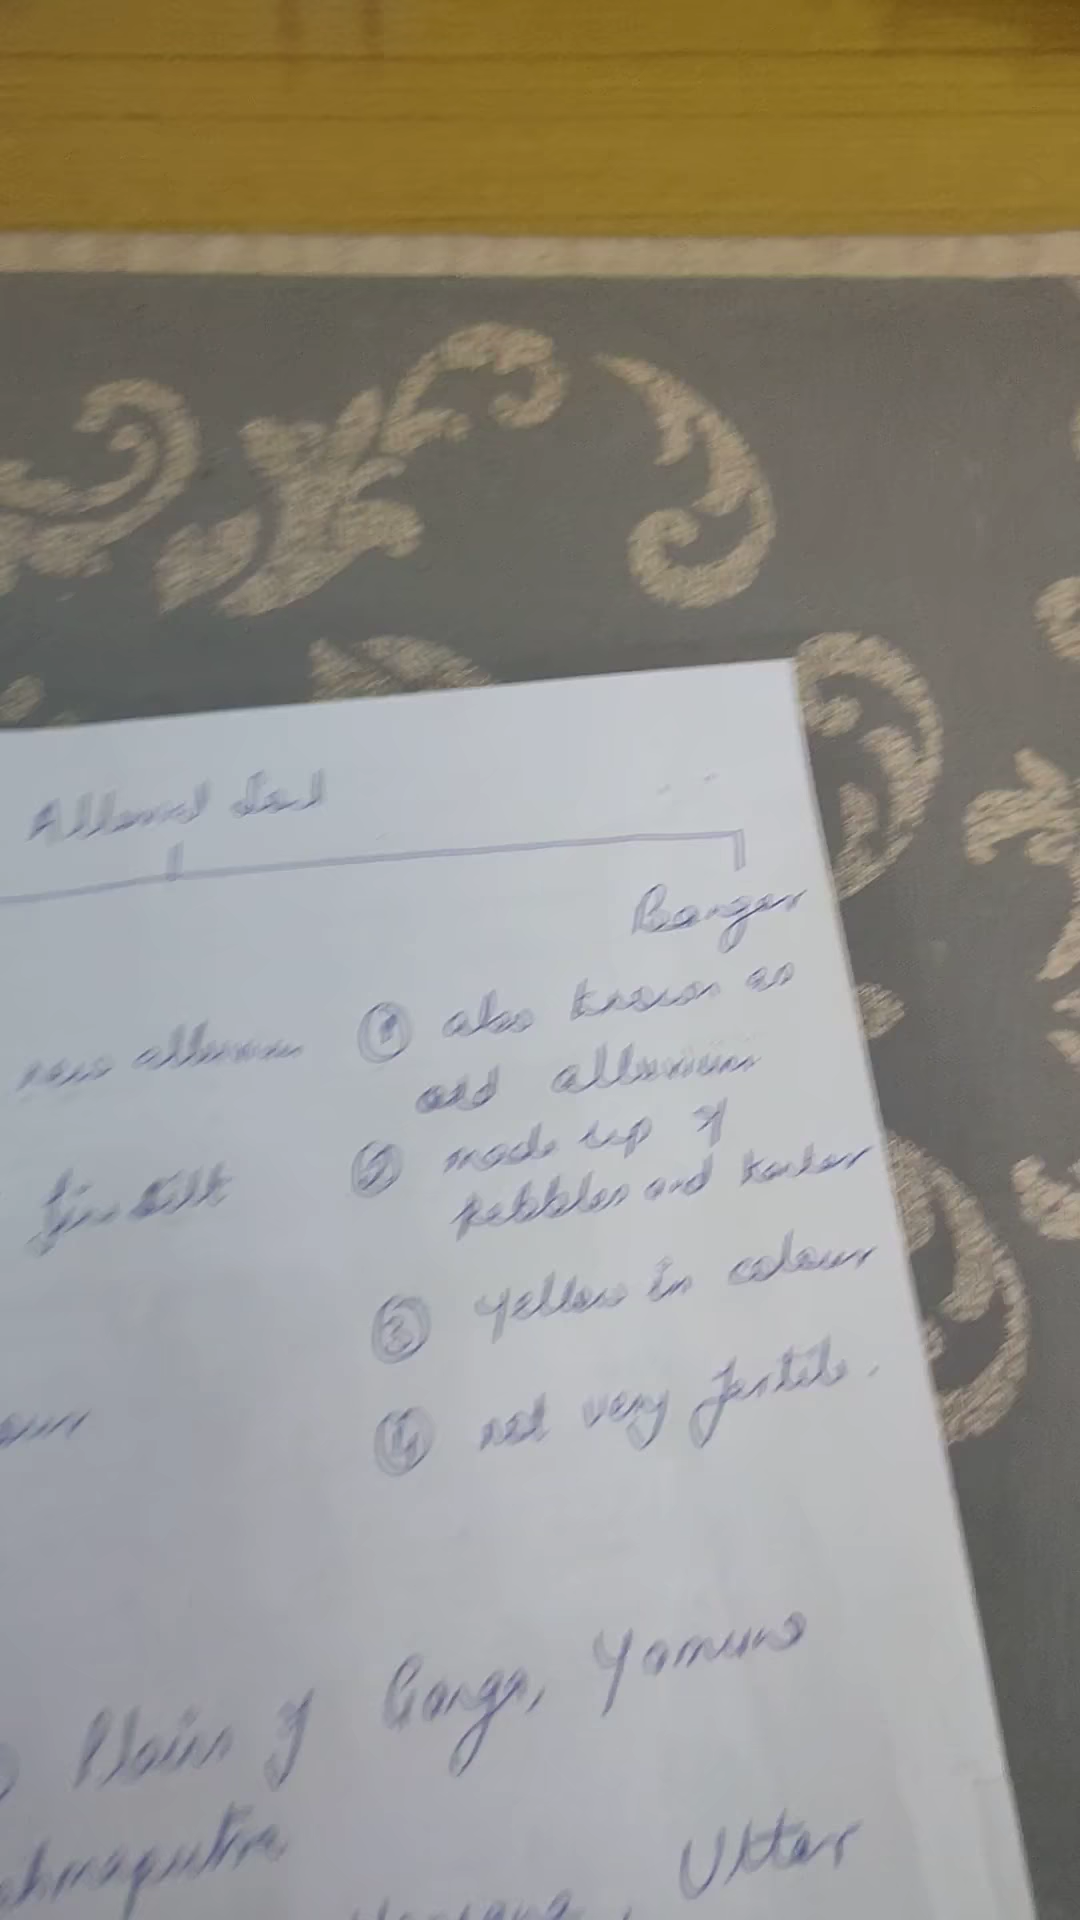 Alluvial Soil
Bangar
new alluvium
① also known as
old alluvium
fine silt
② made up of
pebbles and kankar
③ Yellow in colour
④ not very fertile.
Plains of Ganga, Yamuna
Uttar